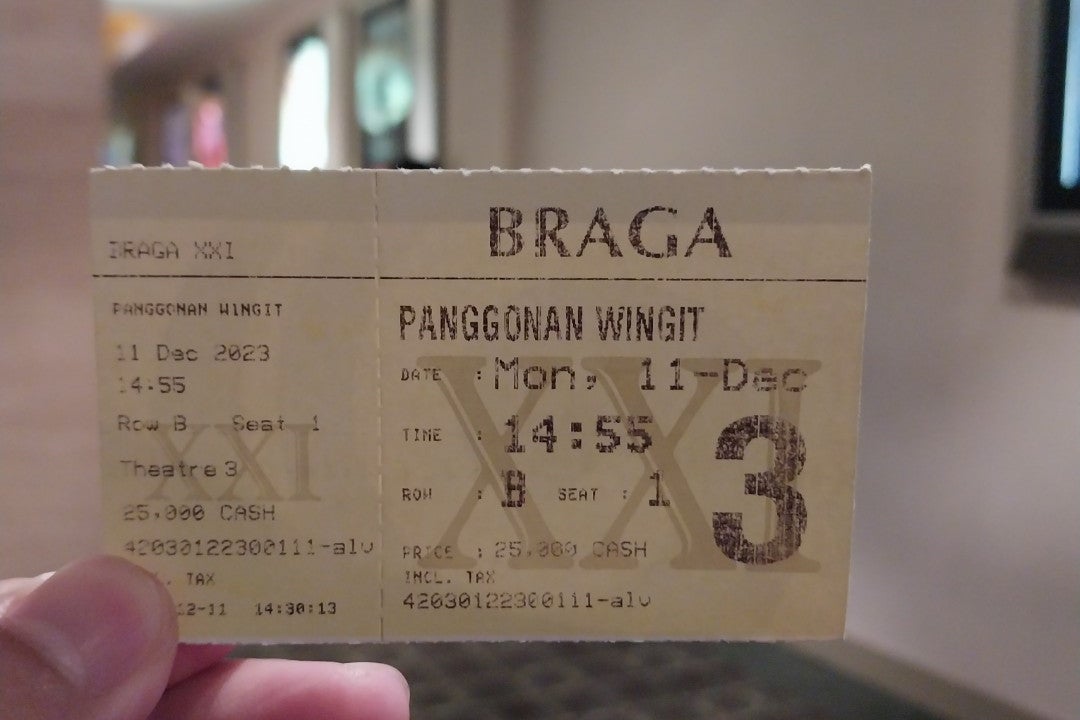 BRAGA XXI
PANGGONAN WINGIT
11 Dec 2023
14:55
Row B Seat 1
Theatre 3
XXI
25,000 CASH
42030122300111-alv
. TAX
12-11 14:30:13
BRAGA
PANGGONAN WINGIT
DATE : Mon, 11-Dec
TIME : 14:55
ROW : B SEAT : 1
3
XXI
PRICE : 25,000 CASH
INCL. TAX
42030122300111-alv